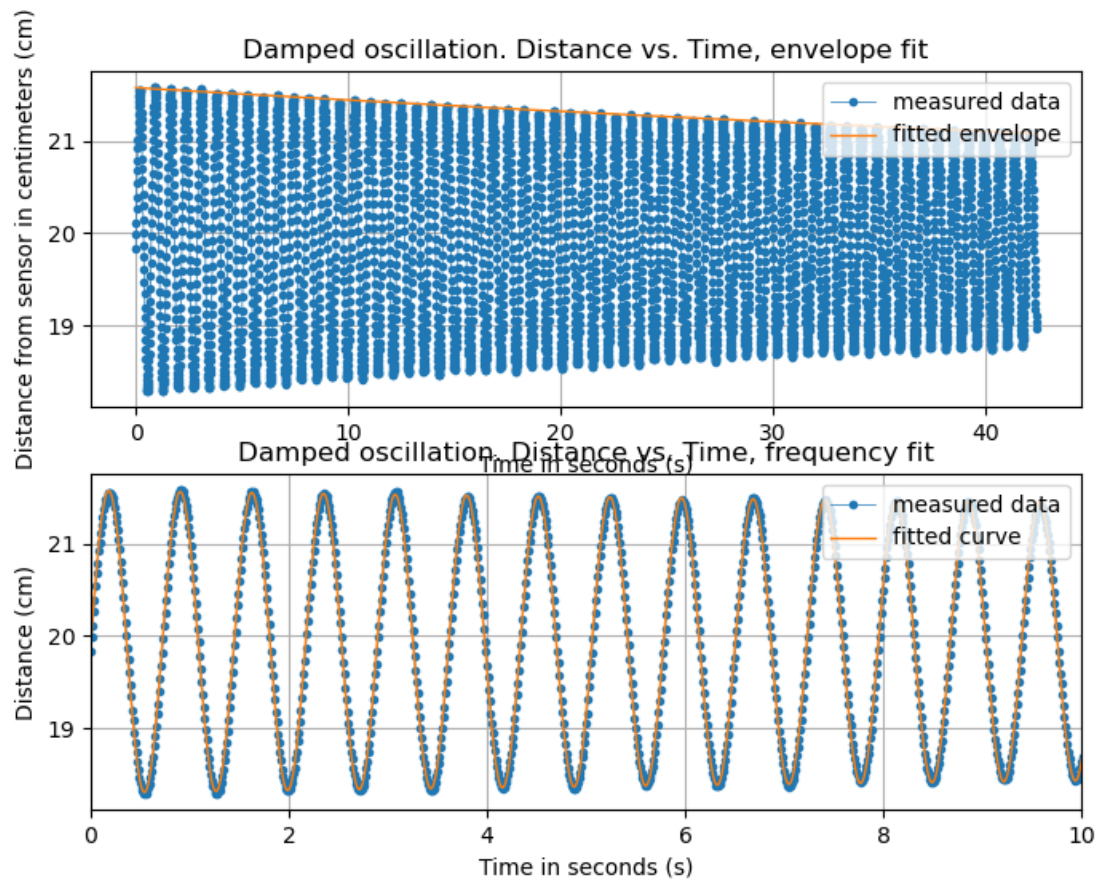 Damped oscillation. Distance vs. Time, envelope fit
Distance from sensor in centimeters (cm)
measured data
fitted envelope
21
20
19
0 10 20 30 40
Time in seconds (s)
Damped oscillation. Distance vs. Time, frequency fit
Distance (cm)
measured data
fitted curve
21
20
19
0 2 4 6 8 10
Time in seconds (s)